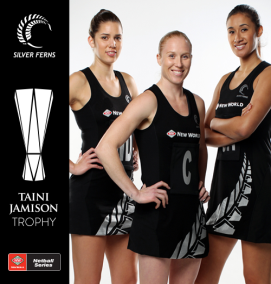 SILVER FERNS
TAINI
JAMISON
TROPHY
Netball
Series
NEW WORLD
NEW WORLD
NEW WORLD
C